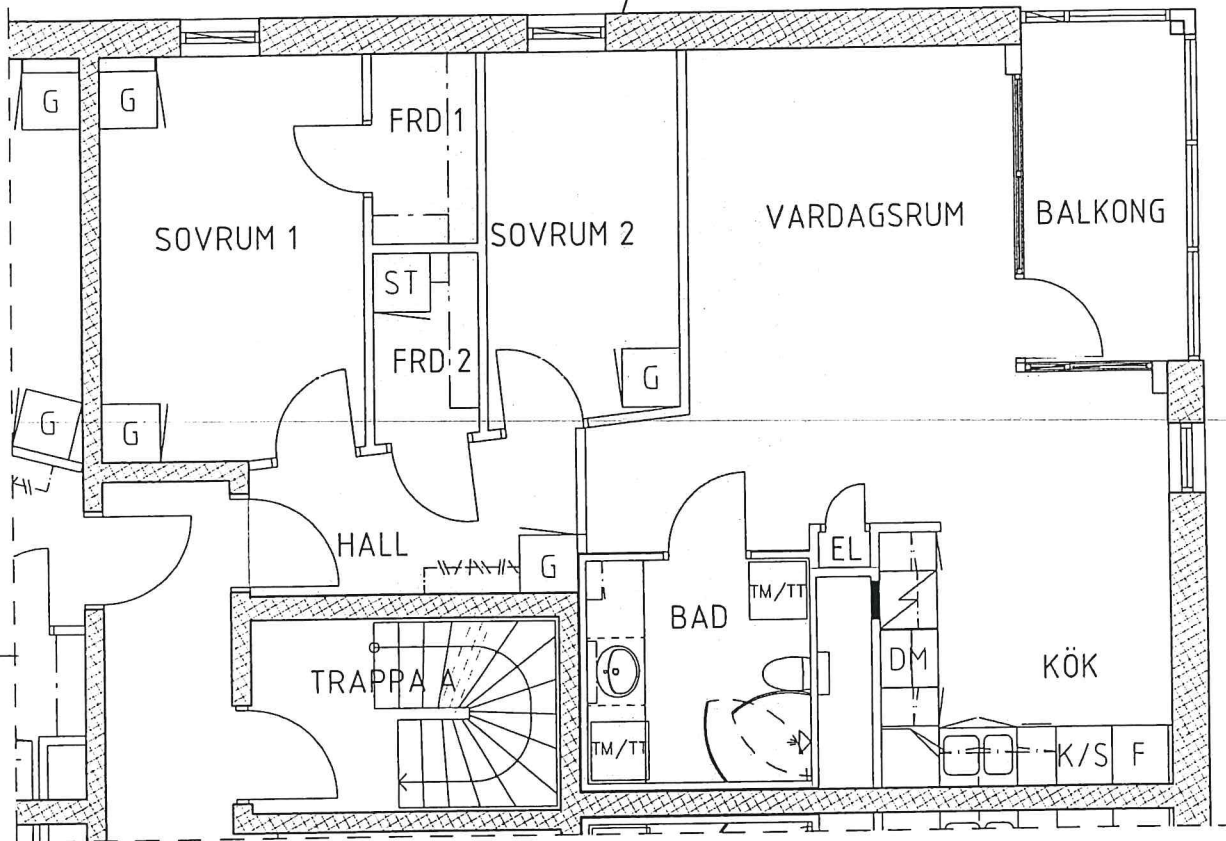 G
G
FRD 1
SOVRUM 1
SOVRUM 2
VARDAGSRUM
BALKONG
ST
FRD 2
G
G
G
HALL
G
EL
TM/TT
BAD
DM
KÖK
TRAPPA A
TM/TT
K/S
F